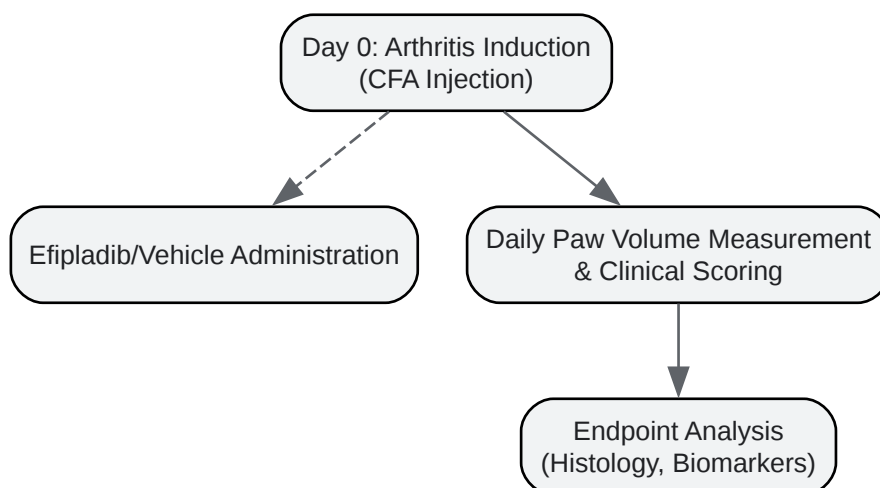 Day 0: Arthritis Induction
(CFA Injection)
Efipladib/Vehicle Administration
Daily Paw Volume Measurement
& Clinical Scoring
Endpoint Analysis
(Histology, Biomarkers)